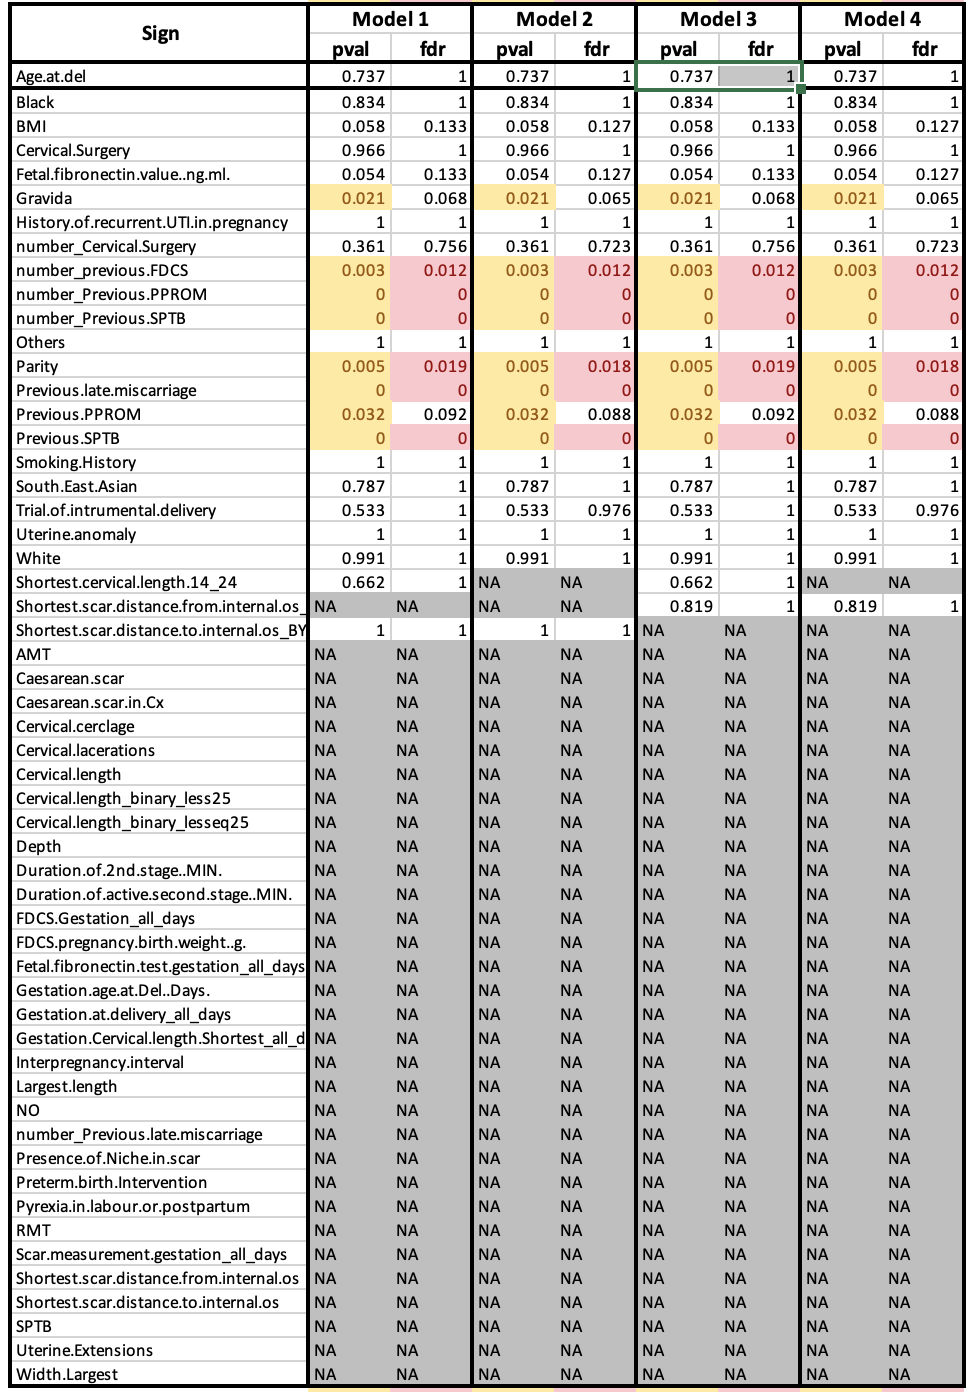 Sign Model 1 Model 2 Model 3 Model 4
pval fdr pval fdr pval fdr pval fdr
Age.at.del 0.737 1 0.737 1 0.737 1 0.737 1
Black 0.834 1 0.834 1 0.834 1 0.834 1
BMI 0.058 0.133 0.058 0.127 0.058 0.133 0.058 0.127
Cervical.Surgery 0.966 1 0.966 1 0.966 1 0.966 1
Fetal.fibronectin.value..ng.ml. 0.054 0.133 0.054 0.127 0.054 0.133 0.054 0.127
Gravida 0.021 0.068 0.021 0.065 0.021 0.068 0.021 0.065
History.of.recurrent.UTI.in.pregnancy 1 1 1 1 1 1 1 1
number_Cervical.Surgery 0.361 0.756 0.361 0.723 0.361 0.756 0.361 0.723
number_previous.FDCS 0.003 0.012 0.003 0.012 0.003 0.012 0.003 0.012
number_Previous.PPROM 0 0 0 0 0 0 0 0
number_Previous.SPTB 0 0 0 0 0 0 0 0
Others 1 1 1 1 1 1 1 1
Parity 0.005 0.019 0.005 0.018 0.005 0.019 0.005 0.018
Previous.late.miscarriage 0 0 0 0 0 0 0 0
Previous.PPROM 0.032 0.092 0.032 0.088 0.032 0.092 0.032 0.088
Previous.SPTB 0 0 0 0 0 0 0 0
Smoking.History 1 1 1 1 1 1 1 1
South.East.Asian 0.787 1 0.787 1 0.787 1 0.787 1
Trial.of.intrumental.delivery 0.533 1 0.533 0.976 0.533 1 0.533 0.976
Uterine.anomaly 1 1 1 1 1 1 1 1
White 0.991 1 0.991 1 0.991 1 0.991 1
Shortest.cervical.length.14_24 0.662 1 NA NA 0.662 1 NA NA
Shortest.scar.distance.from.internal.os_ NA NA NA NA 0.819 1 0.819 1
Shortest.scar.distance.to.internal.os_BY 1 1 1 1 NA NA NA NA
AMT NA NA NA NA NA NA NA NA
Caesarean.scar NA NA NA NA NA NA NA NA
Caesarean.scar.in.Cx NA NA NA NA NA NA NA NA
Cervical.cerclage NA NA NA NA NA NA NA NA
Cervical.lacerations NA NA NA NA NA NA NA NA
Cervical.length NA NA NA NA NA NA NA NA
Cervical.length_binary_less25 NA NA NA NA NA NA NA NA
Cervical.length_binary_lesseq25 NA NA NA NA NA NA NA NA
Depth NA NA NA NA NA NA NA NA
Duration.of.2nd.stage..MIN. NA NA NA NA NA NA NA NA
Duration.of.active.second.stage..MIN. NA NA NA NA NA NA NA NA
FDCS.Gestation_all_days NA NA NA NA NA NA NA NA
FDCS.pregnancy.birth.weight..g. NA NA NA NA NA NA NA NA
Fetal.fibronectin.test.gestation_all_days NA NA NA NA NA NA NA NA
Gestation.age.at.Del..Days. NA NA NA NA NA NA NA NA
Gestation.at.delivery_all_days NA NA NA NA NA NA NA NA
Gestation.Cervical.length.Shortest_all_d NA NA NA NA NA NA NA NA
Interpregnancy.interval NA NA NA NA NA NA NA NA
Largest.length NA NA NA NA NA NA NA NA
NO NA NA NA NA NA NA NA NA
number_Previous.late.miscarriage NA NA NA NA NA NA NA NA
Presence.of.Niche.in.scar NA NA NA NA NA NA NA NA
Preterm.birth.Intervention NA NA NA NA NA NA NA NA
Pyrexia.in.labour.or.postpartum NA NA NA NA NA NA NA NA
RMT NA NA NA NA NA NA NA NA
Scar.measurement.gestation_all_days NA NA NA NA NA NA NA NA
Shortest.scar.distance.from.internal.os NA NA NA NA NA NA NA NA
Shortest.scar.distance.to.internal.os NA NA NA NA NA NA NA NA
SPTB NA NA NA NA NA NA NA NA
Uterine.Extensions NA NA NA NA NA NA NA NA
Width.Largest NA NA NA NA NA NA NA NA